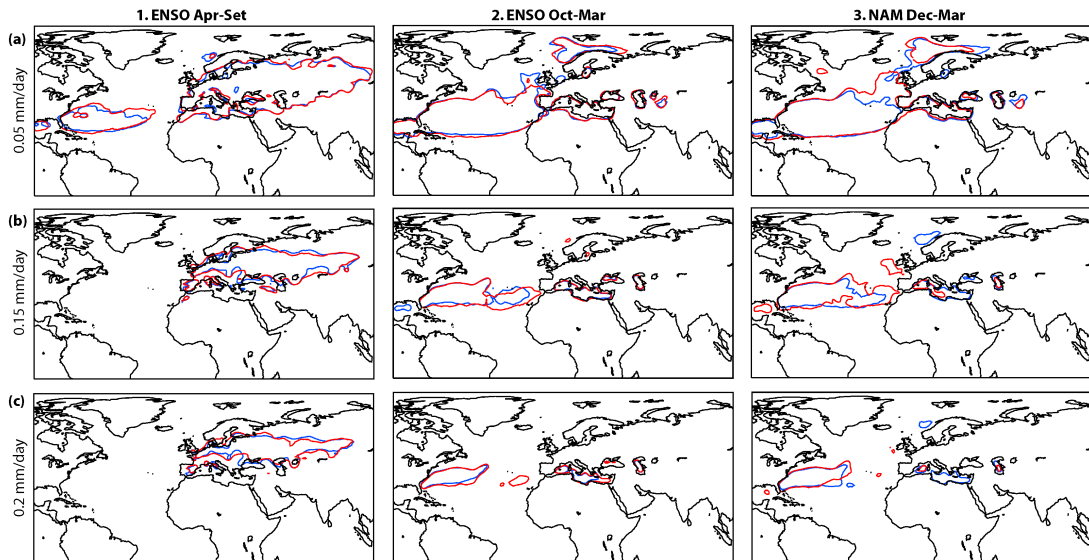 1. ENSO Apr-Set
2. ENSO Oct-Mar
3. NAM Dec-Mar
(a)
0.05 mm/day
(b)
0.15 mm/day
(c)
0.2 mm/day